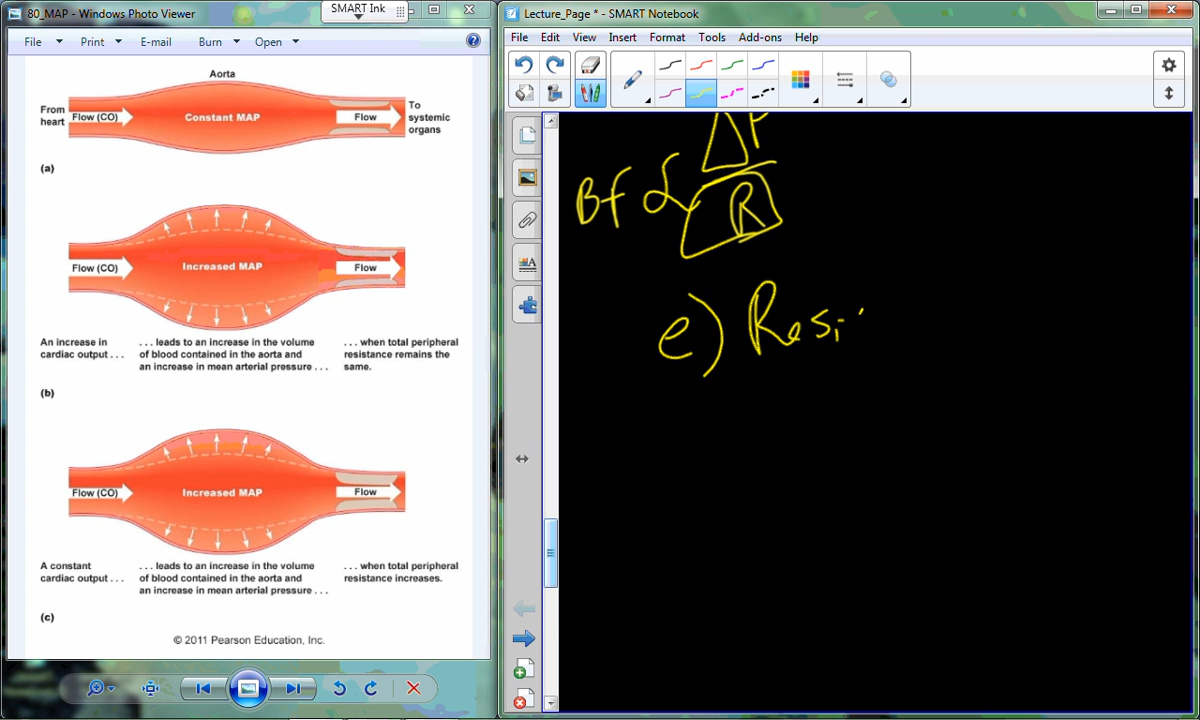 80_MAP - Windows Photo Viewer
SMART Ink
File Print E-mail Burn Open
Aorta
From heart
Flow (CO)
Constant MAP
Flow
To systemic organs
(a)
Flow (CO)
Increased MAP
Flow
An increase in
cardiac output . . .
. . . leads to an increase in the volume
of blood contained in the aorta and
an increase in mean arterial pressure . . .
. . . when total peripheral
resistance remains the
same.
(b)
Flow (CO)
Increased MAP
Flow
A constant
cardiac output . . .
. . . leads to an increase in the volume
of blood contained in the aorta and
an increase in mean arterial pressure . . .
. . . when total peripheral
resistance increases.
(c)
© 2011 Pearson Education, Inc.
Lecture_Page * - SMART Notebook
File Edit View Insert Format Tools Add-ons Help
ΔP
Bf α
R
e) Resi